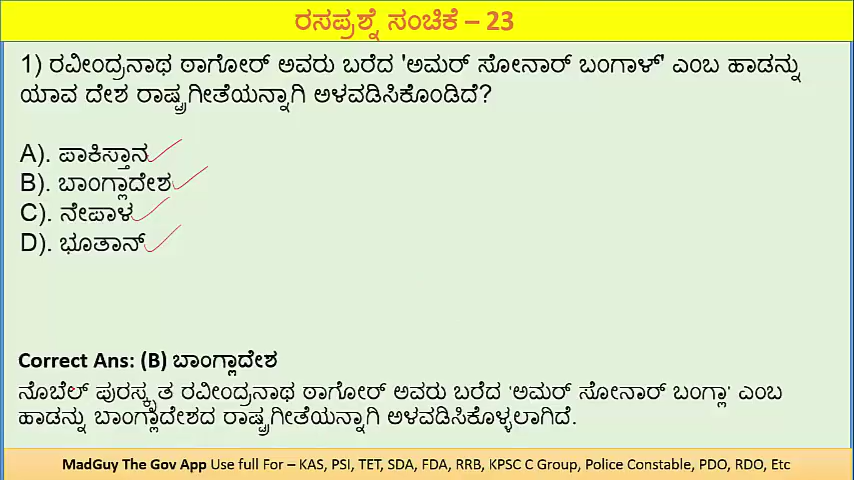 ರಸಪ್ರಶ್ನೆ ಸಂಚಿಕೆ – 23
1) ರವೀಂದ್ರನಾಥ ಠಾಗೋರ್ ಅವರು ಬರೆದ 'ಅಮರ್ ಸೋನಾರ್ ಬಂಗಾಳ್' ಎಂಬ ಹಾಡನ್ನು
ಯಾವ ದೇಶ ರಾಷ್ಟ್ರಗೀತೆಯನ್ನಾಗಿ ಅಳವಡಿಸಿಕೊಂಡಿದೆ?
A). ಪಾಕಿಸ್ತಾನ
B). ಬಾಂಗ್ಲಾದೇಶ
C). ನೇಪಾಳ
D). ಭೂತಾನ್
Correct Ans: (B) ಬಾಂಗ್ಲಾದೇಶ
ನೊಬೆಲ್ ಪುರಸ್ಕೃತ ರವೀಂದ್ರನಾಥ ಠಾಗೋರ್ ಅವರು ಬರೆದ 'ಅಮರ್ ಸೋನಾರ್ ಬಂಗ್ಲಾ' ಎಂಬ
ಹಾಡನ್ನು ಬಾಂಗ್ಲಾದೇಶದ ರಾಷ್ಟ್ರಗೀತೆಯನ್ನಾಗಿ ಅಳವಡಿಸಿಕೊಳ್ಳಲಾಗಿದೆ.
MadGuy The Gov App Use full For – KAS, PSI, TET, SDA, FDA, RRB, KPSC C Group, Police Constable, PDO, RDO, Etc